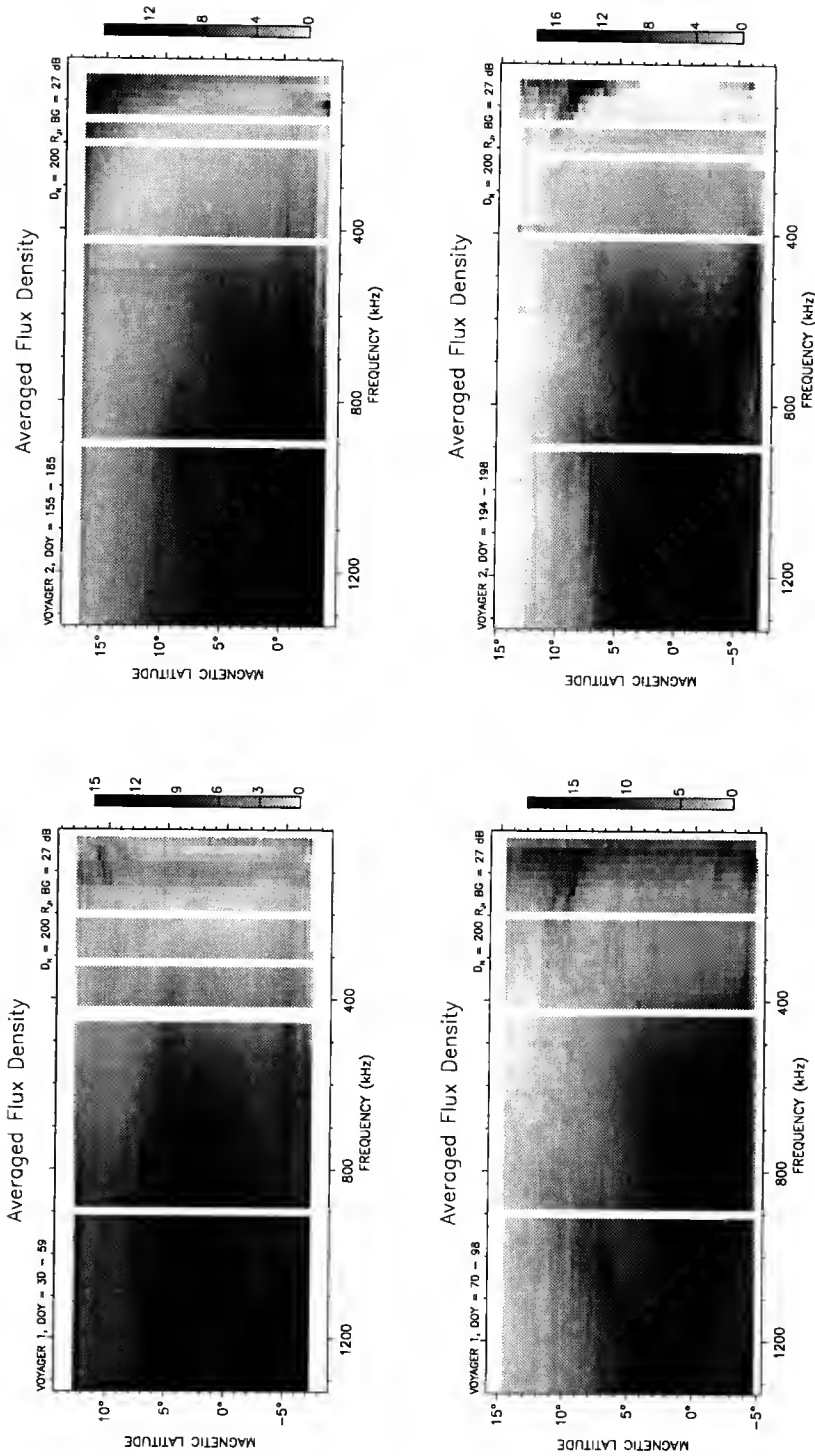 Averaged Flux Density
VOYAGER 1, DOY = 30 - 59
D_N = 200 R_J, BG = 27 dB
MAGNETIC LATITUDE
10°
5°
0°
-5°
1200
800
400
FREQUENCY (kHz)
15
12
9
6
3
0
Averaged Flux Density
VOYAGER 2, DOY = 155 - 185
D_N = 200 R_J, BG = 27 dB
MAGNETIC LATITUDE
15°
10°
5°
0°
1200
800
400
FREQUENCY (kHz)
12
8
4
0
Averaged Flux Density
VOYAGER 1, DOY = 70 - 98
D_N = 200 R_J, BG = 27 dB
MAGNETIC LATITUDE
15°
10°
5°
0°
-5°
1200
800
400
FREQUENCY (kHz)
15
10
5
0
Averaged Flux Density
VOYAGER 2, DOY = 194 - 198
D_N = 200 R_J, BG = 27 dB
MAGNETIC LATITUDE
15°
10°
5°
0°
-5°
1200
800
400
FREQUENCY (kHz)
16
12
8
4
0